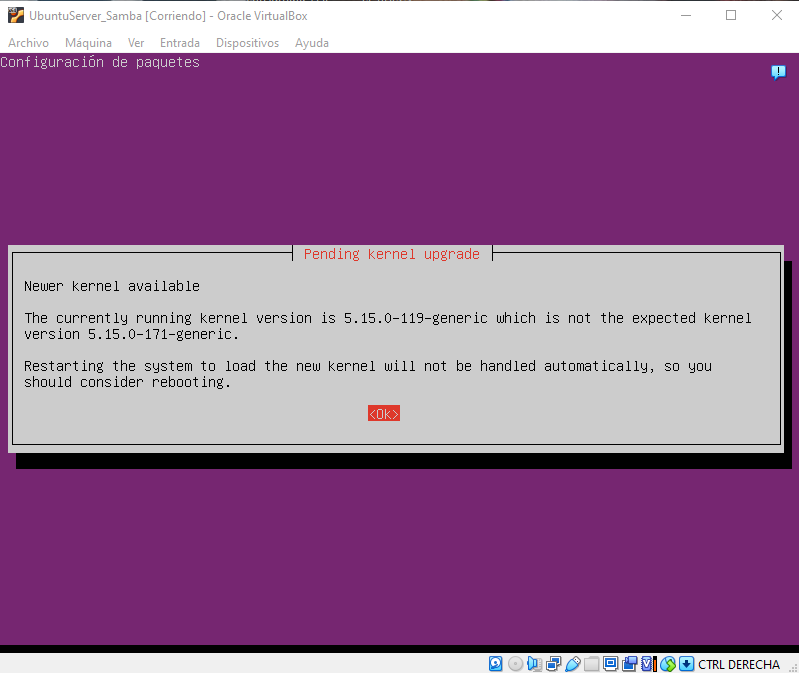 UbuntuServer_Samba [Corriendo] - Oracle VirtualBox
Archivo Máquina Ver Entrada Dispositivos Ayuda
Configuración de paquetes
Pending kernel upgrade
Newer kernel available
The currently running kernel version is 5.15.0-119-generic which is not the expected kernel
version 5.15.0-171-generic.
Restarting the system to load the new kernel will not be handled automatically, so you
should consider rebooting.
<Ok>
CTRL DERECHA